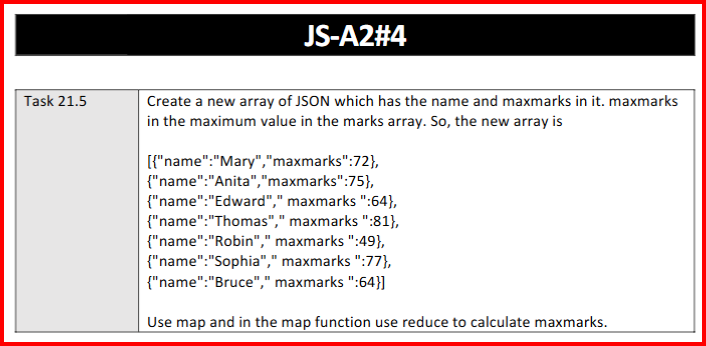 JS-A2#4
Task 21.5
Create a new array of JSON which has the name and maxmarks in it. maxmarks
in the maximum value in the marks array. So, the new array is
[{"name":"Mary","maxmarks":72},
{"name":"Anita","maxmarks":75},
{"name":"Edward"," maxmarks ":64},
{"name":"Thomas"," maxmarks ":81},
{"name":"Robin"," maxmarks ":49},
{"name":"Sophia"," maxmarks ":77},
{"name":"Bruce"," maxmarks ":64}]
Use map and in the map function use reduce to calculate maxmarks.